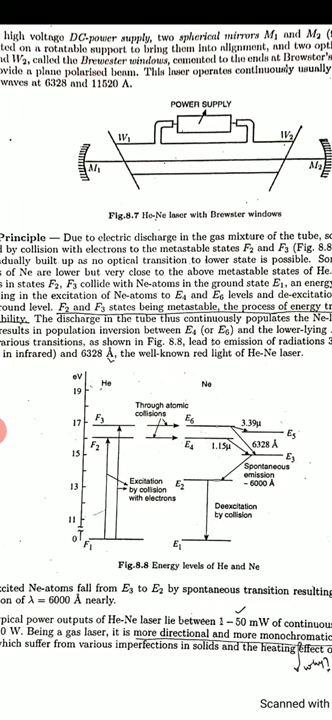 high voltage DC-power supply, two spherical mirrors M1 and M2
ted on a rotatable support to bring them into allignment, and two opt
nd W2, called the Brewester windows, cemented to the ends at Brewster's
ovide a plane polarised beam. This laser operates continuously usually
waves at 6328 and 11520 A.
POWER SUPPLY
W1
W2
M1
M2
Fig.8.7 He-Ne laser with Brewster windows
Principle — Due to electric discharge in the gas mixture of the tube, so
d by collision with electrons to the metastable states F2 and F3 (Fig. 8.8
dually built up as no optical transition to lower state is possible. So
s of Ne are lower but very close to the above metastable states of He.
s in states F2, F3 collide with Ne-atoms in the ground state E1, an energy
ing in the excitation of Ne-atoms to E4 and E6 levels and de-excitatio
round level. F2 and F3 states being metastable, the process of energy tr
bility. The discharge in the tube thus continuously populates the Ne-l
results in population inversion between E4 (or E6) and the lower-lying
arious transitions, as shown in Fig. 8.8, lead to emission of radiations 3
in infrared) and 6328 Å, the well-known red light of He-Ne laser.
eV
He
Ne
19
Through atomic
collisions
17
F3
E6
3.39μ
E5
F2
E4
1.15μ
6328 Å
15
E3
Spontaneous
emission
~ 6000 Å
13
Excitation
by collision
with electrons
E2
Deexcitation
by collision
11
0
F1
E1
Fig.8.8 Energy levels of He and Ne
xcited Ne-atoms fall from E3 to E2 by spontaneous transition resulting
on of λ = 6000 Å nearly.
pical power outputs of He-Ne laser lie between 1 – 50 mW of continuous
0 W. Being a gas laser, it is more directional and more monochromatic
which suffer from various imperfections in solids and the heating effect o
why?
Scanned with